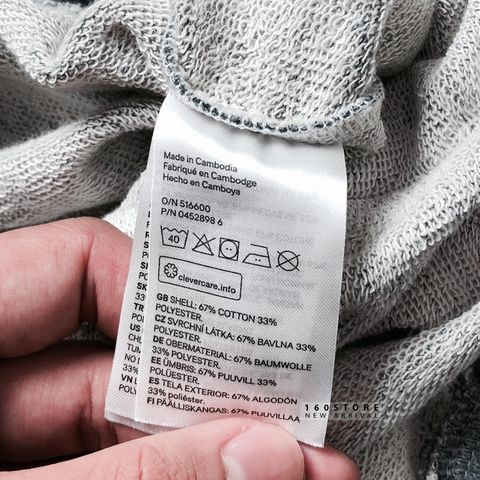 Made in Cambodia
Fabriqué en Cambodge
Hecho en Camboya
O/N 516600
P/N 0452898 6
40
clevercare.info
GB SHELL: 67% COTTON 33%
POLYESTER.
CZ SVRCHNÍ LÁTKA: 67% BAVLNA 33%
POLYESTER.
DE OBERMATERIAL: 67% BAUMWOLLE
33% POLYESTER.
EE ÜMBRIS: 67% PUUVILL 33%
POLÜESTER.
ES TELA EXTERIOR: 67% ALGODÓN
33% poliéster.
FI PÄÄLLISKANGAS: 67% PUUVILLAA
160STORE
NEW ARRIVAL